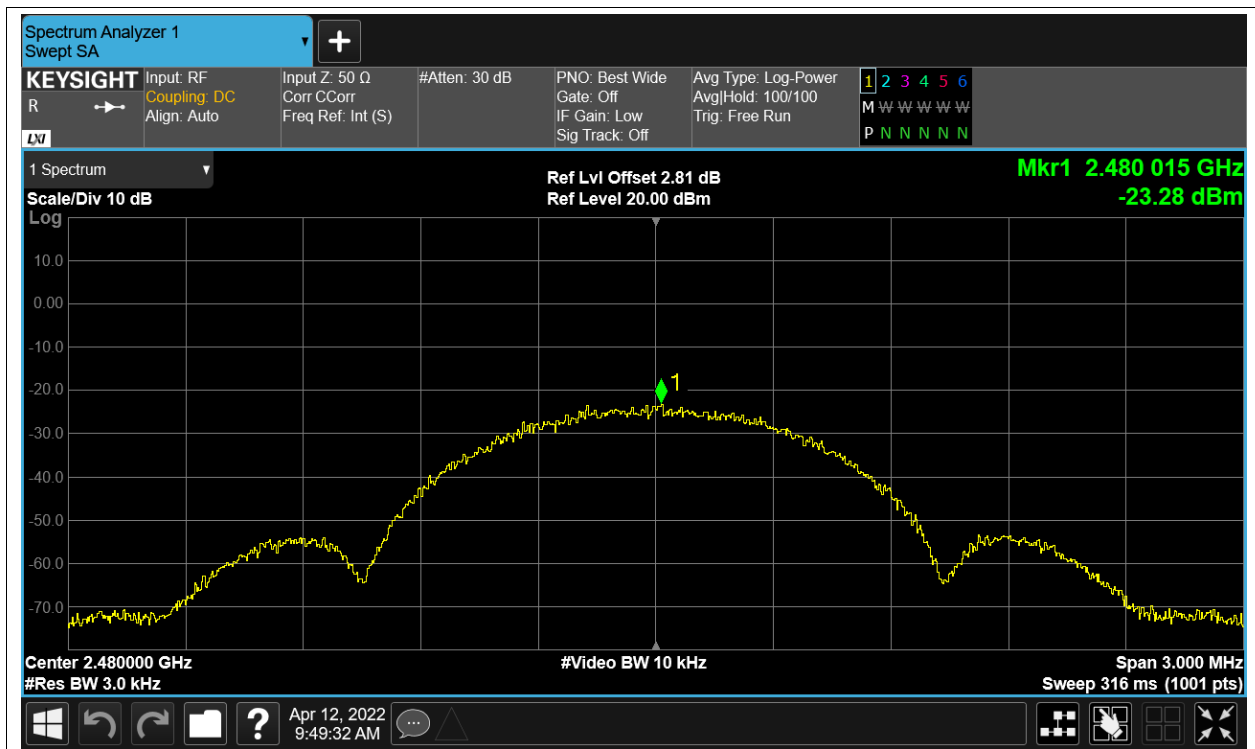 Spectrum Analyzer 1
Swept SA
KEYSIGHT
R
LXI
Input: RF
Coupling: DC
Align: Auto
Input Z: 50 Ω
Corr CCorr
Freq Ref: Int (S)
#Atten: 30 dB
PNO: Best Wide
Gate: Off
IF Gain: Low
Sig Track: Off
Avg Type: Log-Power
Avg|Hold: 100/100
Trig: Free Run
1 2 3 4 5 6
M W W W W W
P N N N N N
1 Spectrum
Scale/Div 10 dB
Log
Ref Lvl Offset 2.81 dB
Ref Level 20.00 dBm
Mkr1 2.480 015 GHz
-23.28 dBm
10.0
0.00
-10.0
-20.0
-30.0
-40.0
-50.0
-60.0
-70.0
1
Center 2.480000 GHz
#Res BW 3.0 kHz
#Video BW 10 kHz
Span 3.000 MHz
Sweep 316 ms (1001 pts)
?
Apr 12, 2022
9:49:32 AM